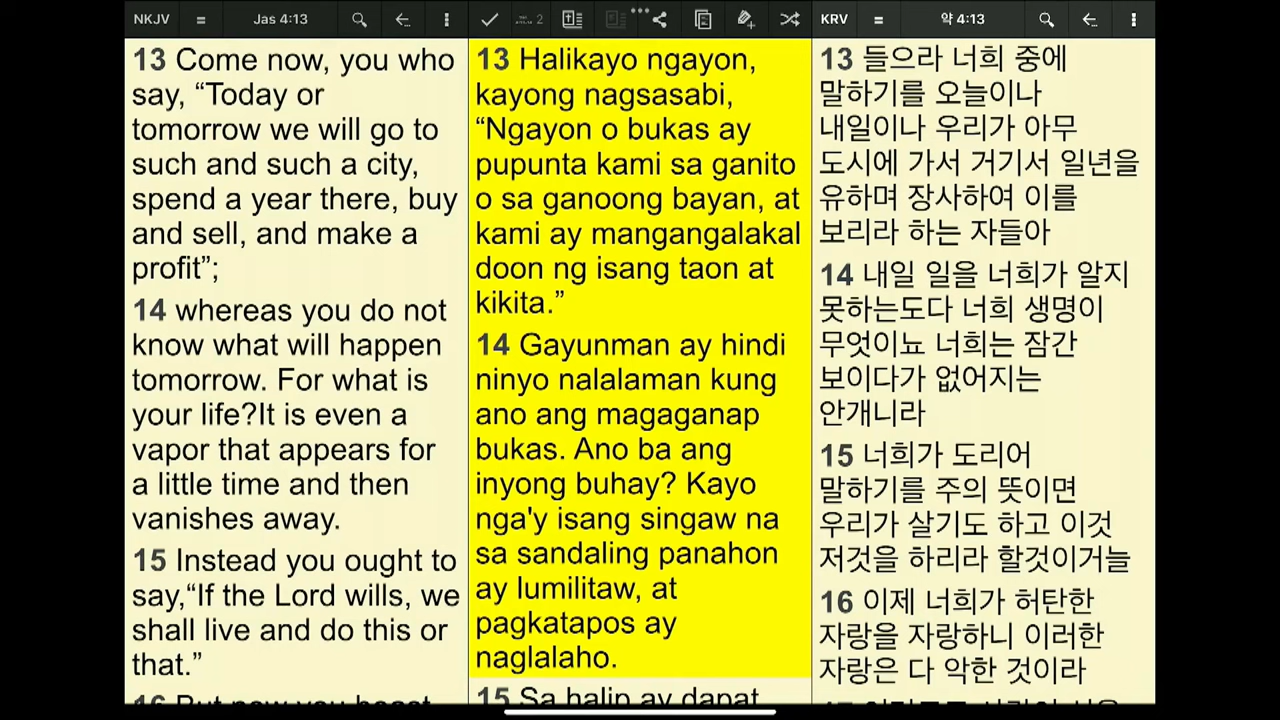 NKJV = Jas 4:13
2
KRV = 약 4:13
13 Come now, you who
say, “Today or
tomorrow we will go to
such and such a city,
spend a year there, buy
and sell, and make a
profit”;
14 whereas you do not
know what will happen
tomorrow. For what is
your life?It is even a
vapor that appears for
a little time and then
vanishes away.
15 Instead you ought to
say,“If the Lord wills, we
shall live and do this or
that.”
16 But now you boast
13 Halikayo ngayon,
kayong nagsasabi,
“Ngayon o bukas ay
pupunta kami sa ganito
o sa ganoong bayan, at
kami ay mangangalakal
doon ng isang taon at
kikita.”
14 Gayunman ay hindi
ninyo nalalaman kung
ano ang magaganap
bukas. Ano ba ang
inyong buhay? Kayo
nga'y isang singaw na
sa sandaling panahon
ay lumilitaw, at
pagkatapos ay
naglalaho.
15 Sa halip ay dapat
13 들으라 너희 중에
말하기를 오늘이나
내일이나 우리가 아무
도시에 가서 거기서 일년을
유하며 장사하여 이를
보리라 하는 자들아
14 내일 일을 너희가 알지
못하는도다 너희 생명이
무엇이뇨 너희는 잠간
보이다가 없어지는
안개니라
15 너희가 도리어
말하기를 주의 뜻이면
우리가 살기도 하고 이것
저것을 하리라 할것이거늘
16 이제 너희가 허탄한
자랑을 자랑하니 이러한
자랑은 다 악한 것이라